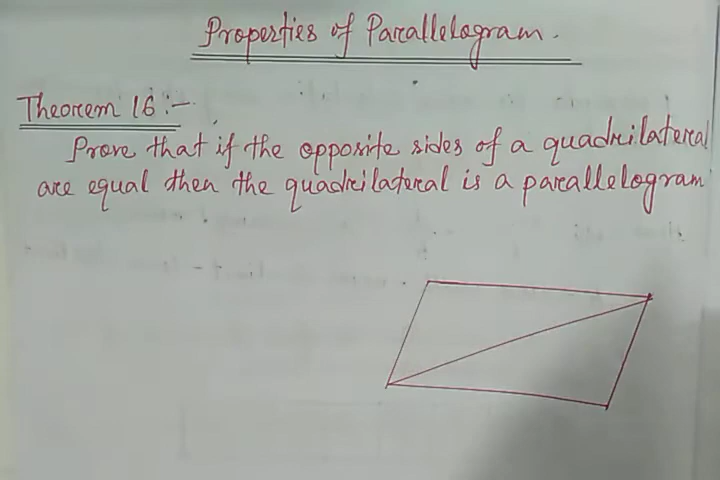 Properties of Parallelogram.
Theorem 16:-
Prove that if the opposite sides of a quadrilateral
are equal then the quadrilateral is a parallelogram